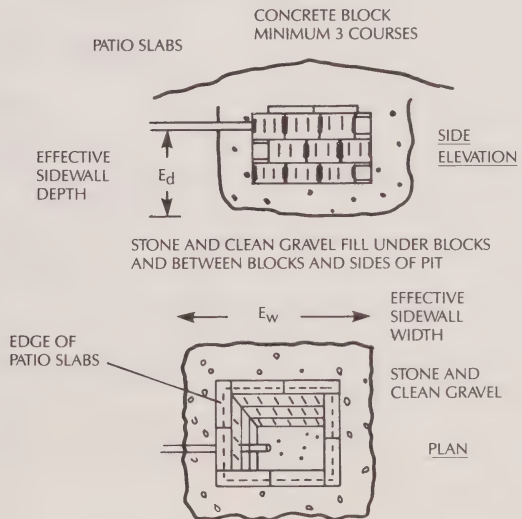 CONCRETE BLOCK
MINIMUM 3 COURSES
PATIO SLABS
SIDE
ELEVATION
EFFECTIVE
SIDEWALL
DEPTH
Ed
STONE AND CLEAN GRAVEL FILL UNDER BLOCKS
AND BETWEEN BLOCKS AND SIDES OF PIT
Ew
EFFECTIVE
SIDEWALL
WIDTH
EDGE OF
PATIO SLABS
STONE AND
CLEAN GRAVEL
PLAN